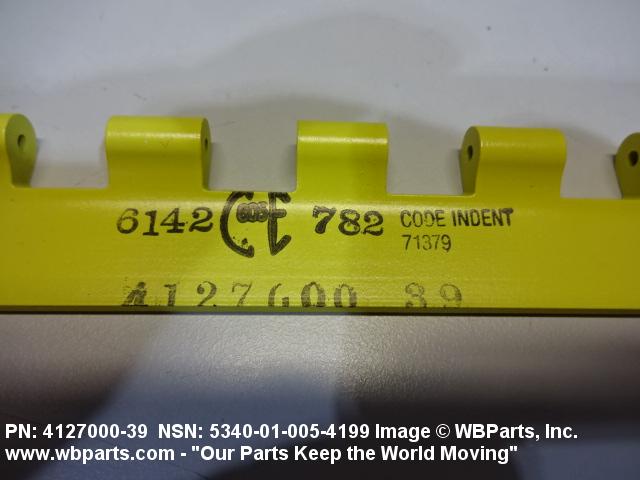 6142 CE 782 CODE INDENT
71379
4127000 39
PN: 4127000-39 NSN: 5340-01-005-4199 Image © WBParts, Inc.
www.wbparts.com - "Our Parts Keep the World Moving"